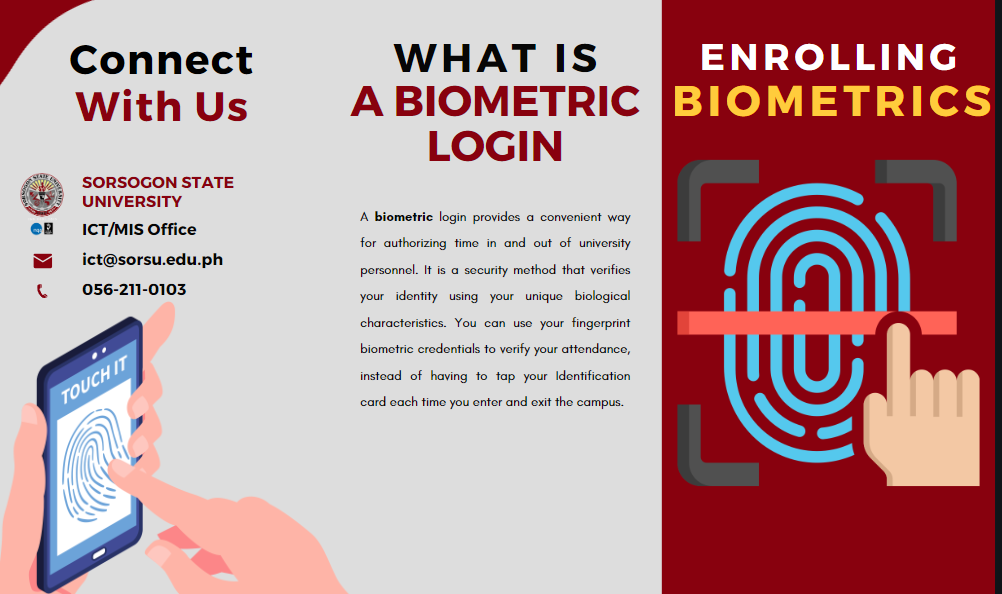 Connect
With Us
SORSOGON STATE
UNIVERSITY
ICT/MIS Office
ict@sorsu.edu.ph
056-211-0103
TOUCH IT
WHAT IS
A BIOMETRIC
LOGIN
A biometric login provides a convenient way
for authorizing time in and out of university
personnel. It is a security method that verifies
your identity using your unique biological
characteristics. You can use your fingerprint
biometric credentials to verify your attendance,
instead of having to tap your Identification
card each time you enter and exit the campus.
ENROLLING
BIOMETRICS